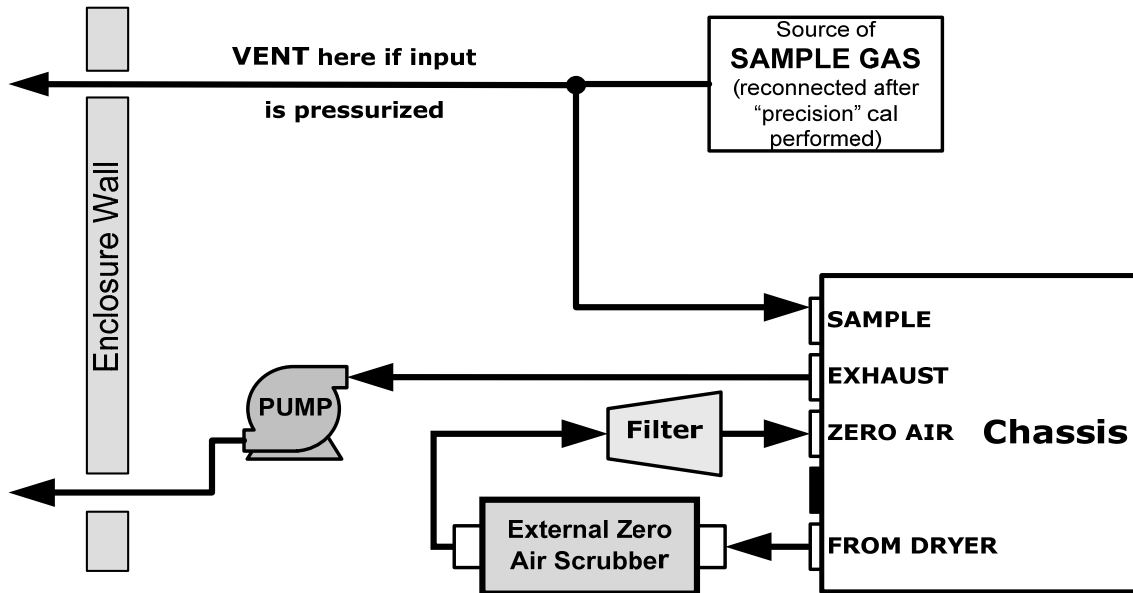 VENT here if input
is pressurized
Source of
SAMPLE GAS
(reconnected after
“precision” cal
performed)
Enclosure Wall
SAMPLE
EXHAUST
PUMP
Filter
ZERO AIR
Chassis
External Zero
Air Scrubber
FROM DRYER